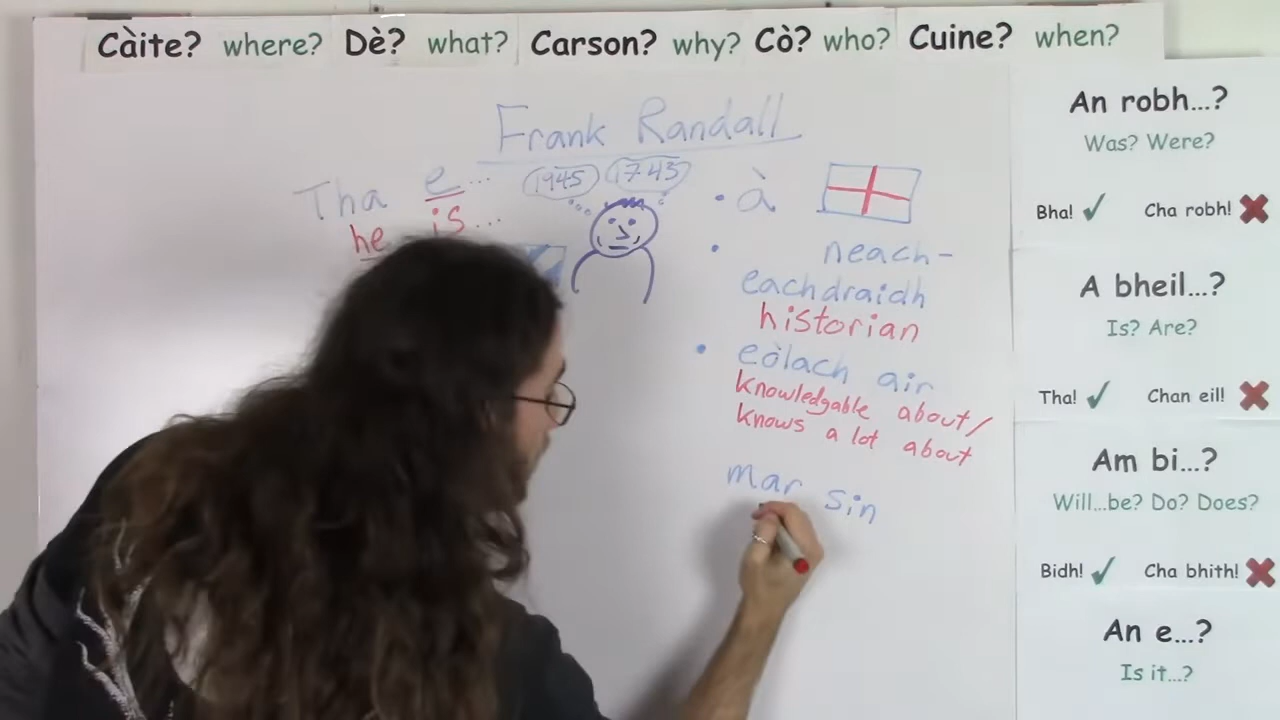 Càite? where? Dè? what? Carson? why? Cò? who? Cuine? when?
Frank Randall
Tha e...
he is...
1945
1743
• à
• neach-
eachdraidh
historian
• eòlach air
knowledgable about/
knows a lot about
mar sin
An robh...?
Was? Were?
Bha! ✓ Cha robh! ✗
A bheil...?
Is? Are?
Tha! ✓ Chan eil! ✗
Am bi...?
Will...be? Do? Does?
Bidh! ✓ Cha bhith! ✗
An e...?
Is it...?